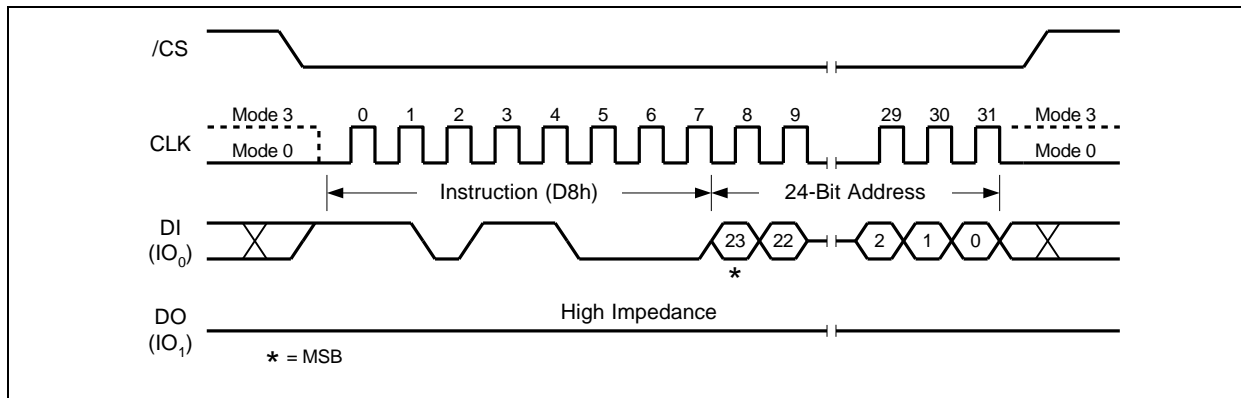 /CS
Mode 3 0 1 2 3 4 5 6 7 8 9 29 30 31 Mode 3
CLK
Mode 0 Mode 0
Instruction (D8h) 24-Bit Address
DI
(IO0) 23 22 2 1 0
*
DO High Impedance
(IO1)
* = MSB